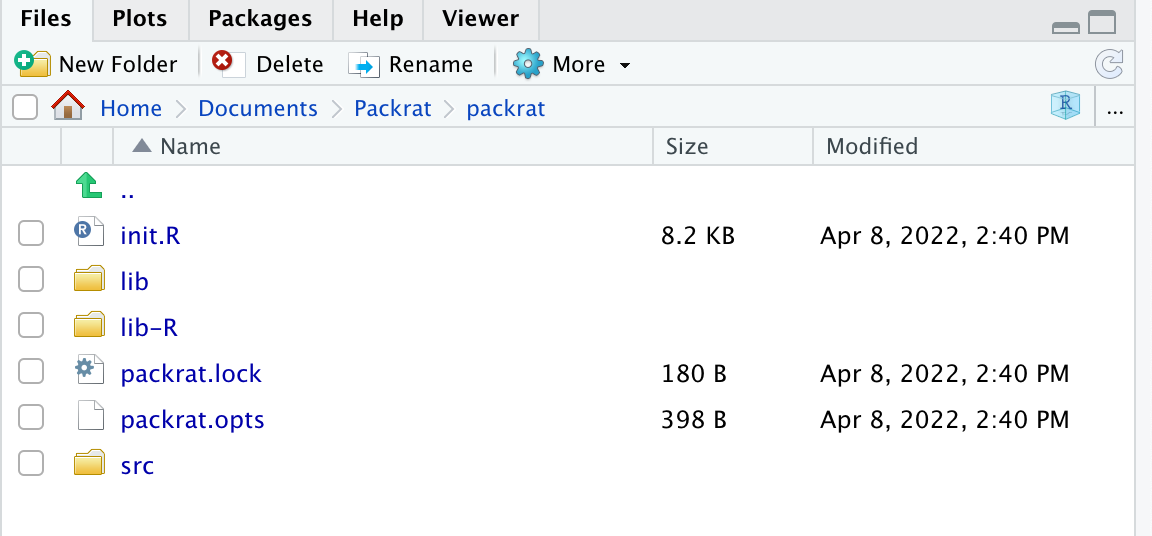 Files Plots Packages Help Viewer
New Folder Delete Rename More
Home Documents Packrat packrat R ...
Name Size Modified
..
R init.R 8.2 KB Apr 8, 2022, 2:40 PM
lib
lib-R
packrat.lock 180 B Apr 8, 2022, 2:40 PM
packrat.opts 398 B Apr 8, 2022, 2:40 PM
src